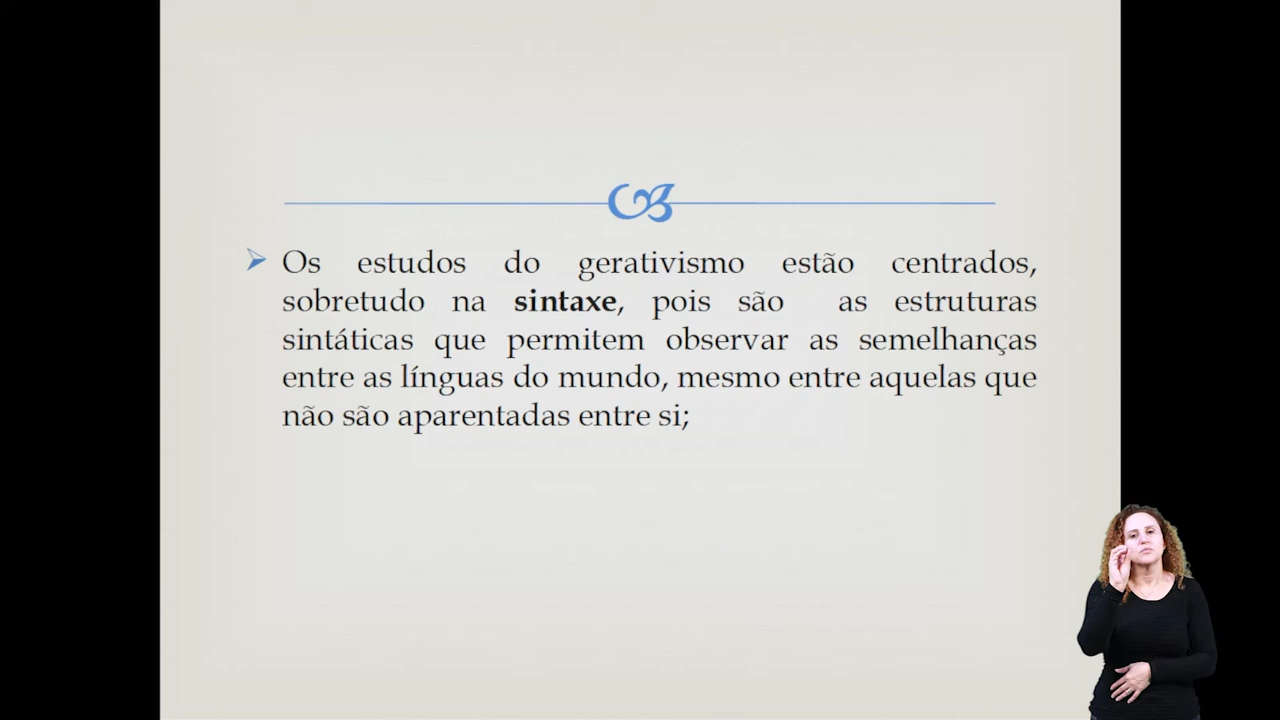 Os estudos do gerativismo estão centrados,
sobretudo na sintaxe, pois são as estruturas
sintáticas que permitem observar as semelhanças
entre as línguas do mundo, mesmo entre aquelas que
não são aparentadas entre si;